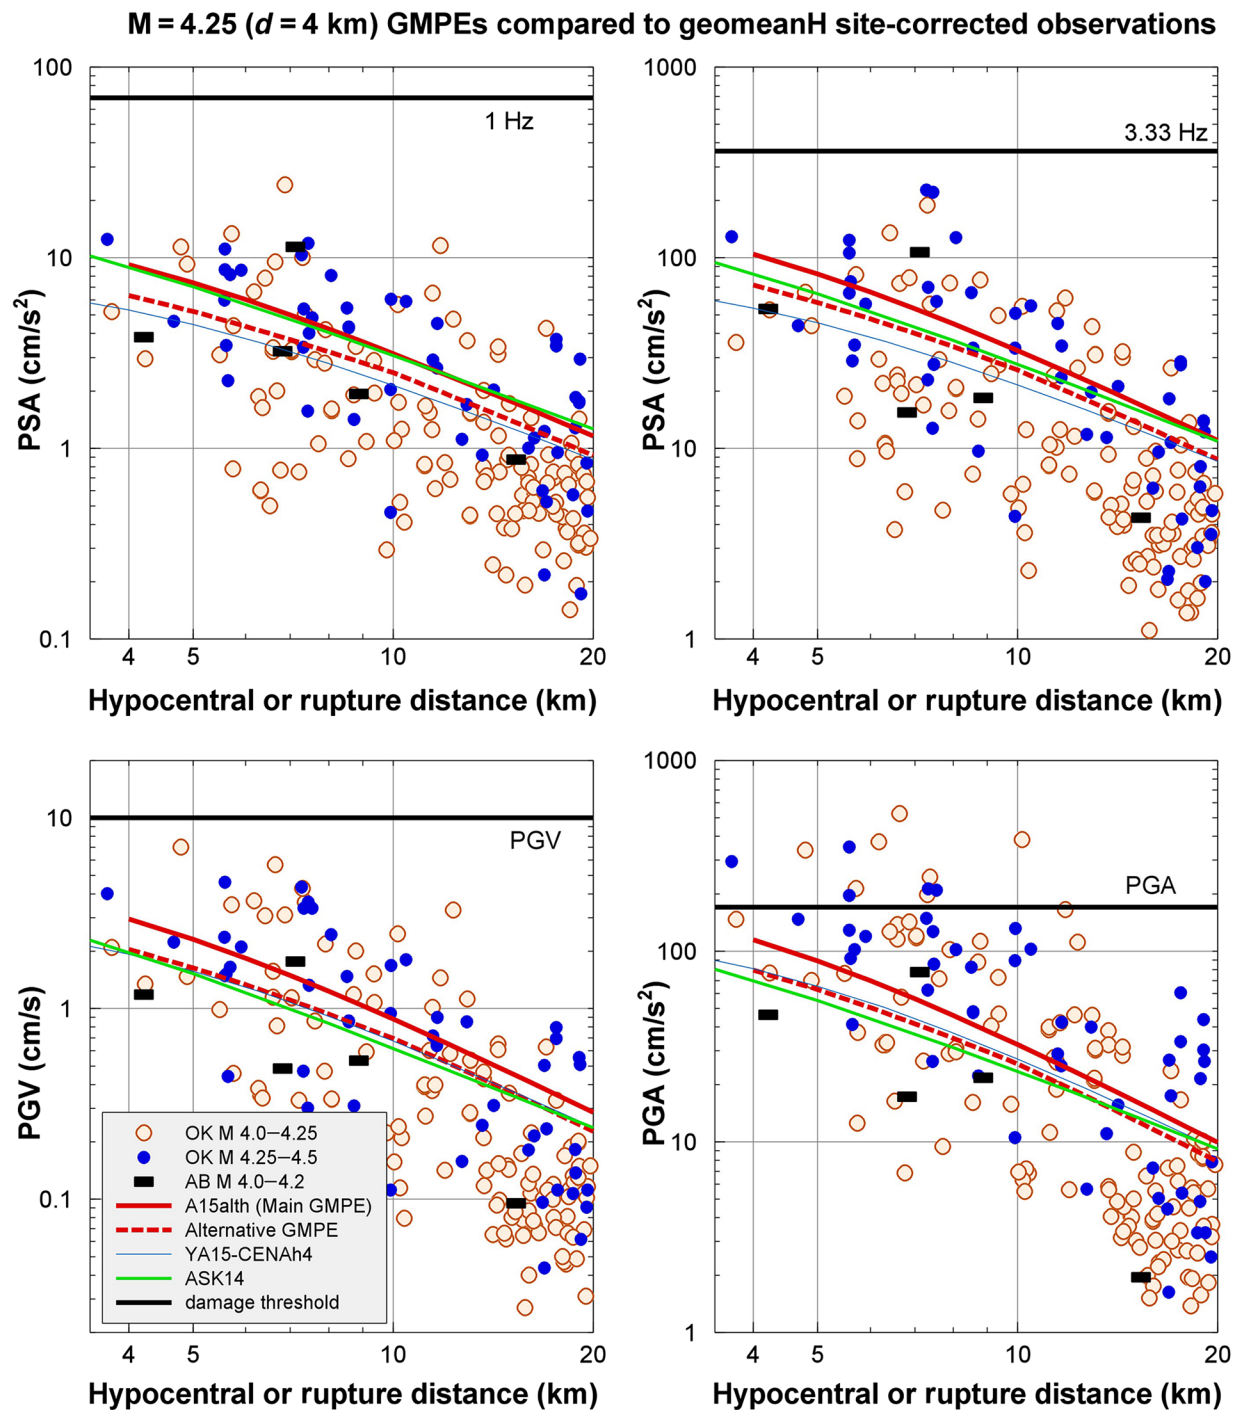 M = 4.25 (d = 4 km) GMPEs compared to geomeanH site-corrected observations
100
10
1
0.1
PSA (cm/s²)
1 Hz
4 5 10 20
Hypocentral or rupture distance (km)
1000
100
10
1
PSA (cm/s²)
3.33 Hz
4 5 10 20
Hypocentral or rupture distance (km)
10
1
0.1
PGV (cm/s)
PGV
OK M 4.0–4.25
OK M 4.25–4.5
AB M 4.0–4.2
A15alth (Main GMPE)
Alternative GMPE
YA15-CENAh4
ASK14
damage threshold
4 5 10 20
Hypocentral or rupture distance (km)
1000
100
10
1
PGA (cm/s²)
PGA
4 5 10 20
Hypocentral or rupture distance (km)